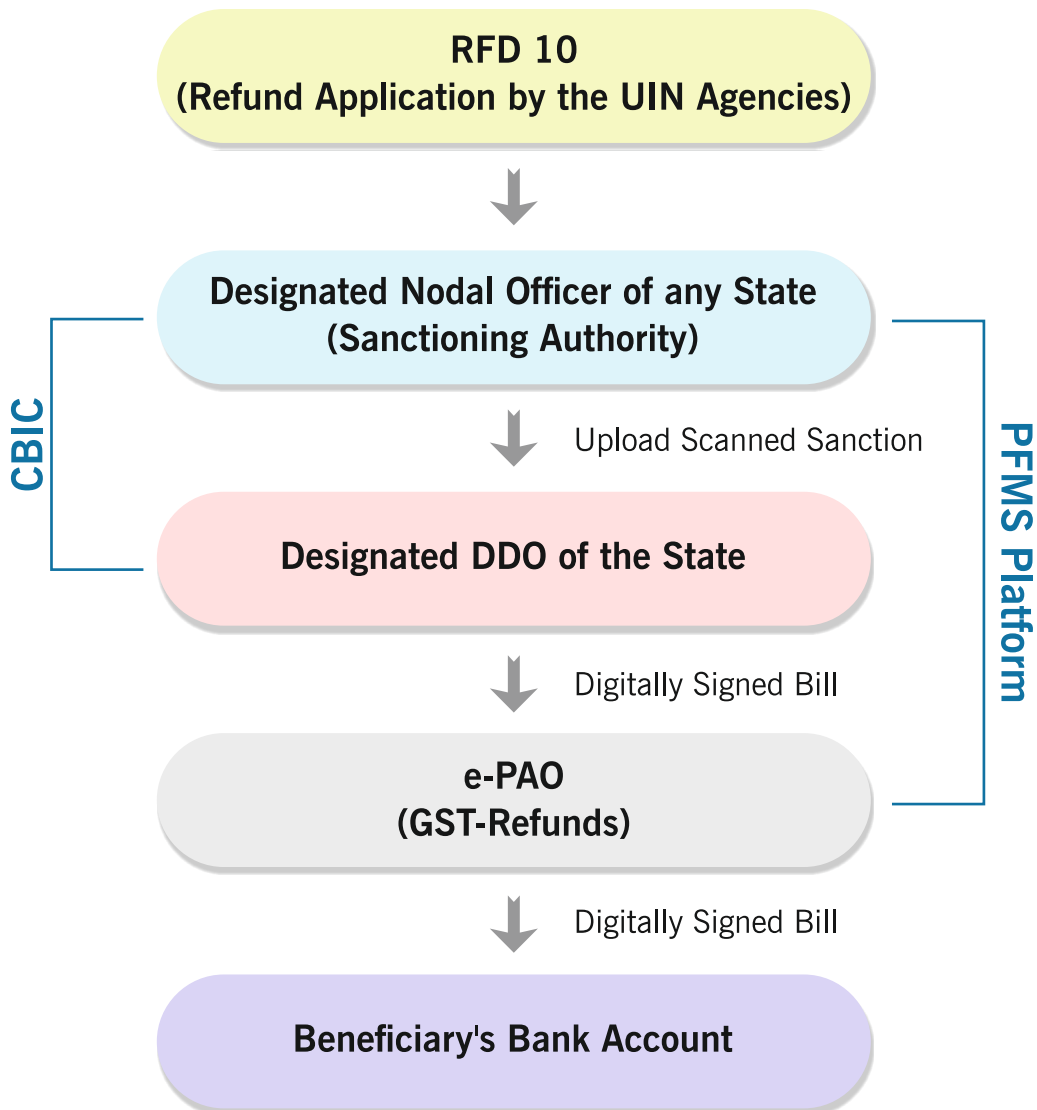 RFD 10
(Refund Application by the UIN Agencies)
Designated Nodal Officer of any State
(Sanctioning Authority)
CBIC
PFMS Platform
Upload Scanned Sanction
Designated DDO of the State
Digitally Signed Bill
e-PAO
(GST-Refunds)
Digitally Signed Bill
Beneficiary's Bank Account